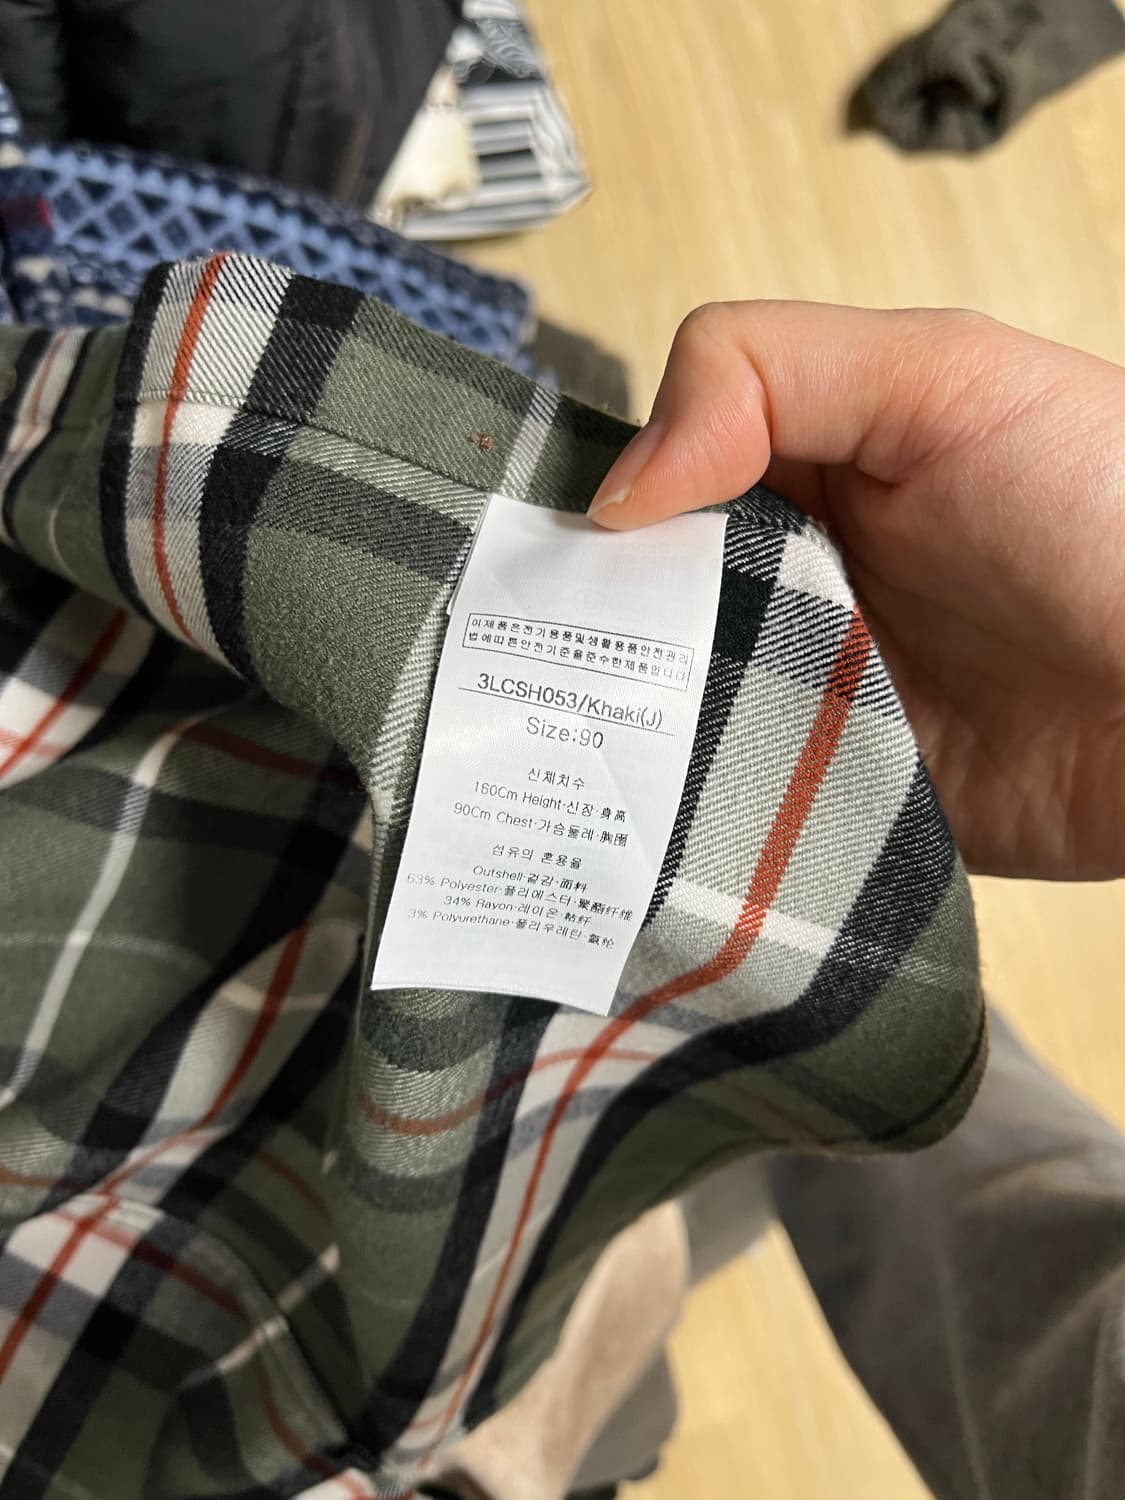 이제품은전기용품및생활용품안전관리
법에따른안전기준을준수한제품입니다
3LCSH053/Khaki(J)
Size:90
신체치수
160Cm Height·신장·身高
90Cm Chest·가슴둘레·胸围
섬유의 혼용율
Outshell·겉감·面料
63% Polyester·폴리에스터·聚酯纤维
34% Rayon·레이온·粘纤
3% Polyurethane·폴리우레탄·氨纶